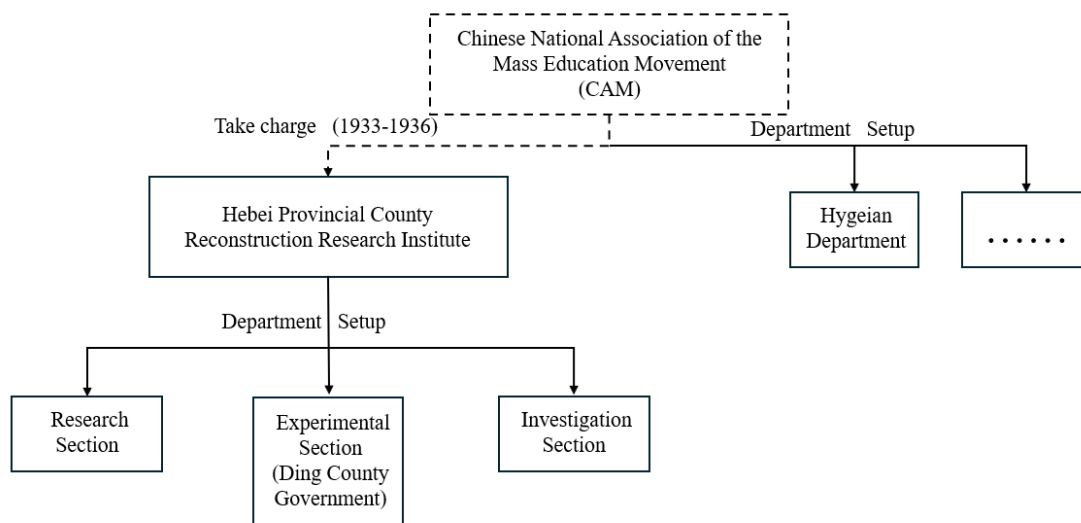 Chinese National Association of the
Mass Education Movement
(CAM)
Take charge (1933-1936)
Department Setup
Hebei Provincial County
Reconstruction Research Institute
Hygeian
Department
......
Department Setup
Research
Section
Experimental
Section
(Ding County
Government)
Investigation
Section